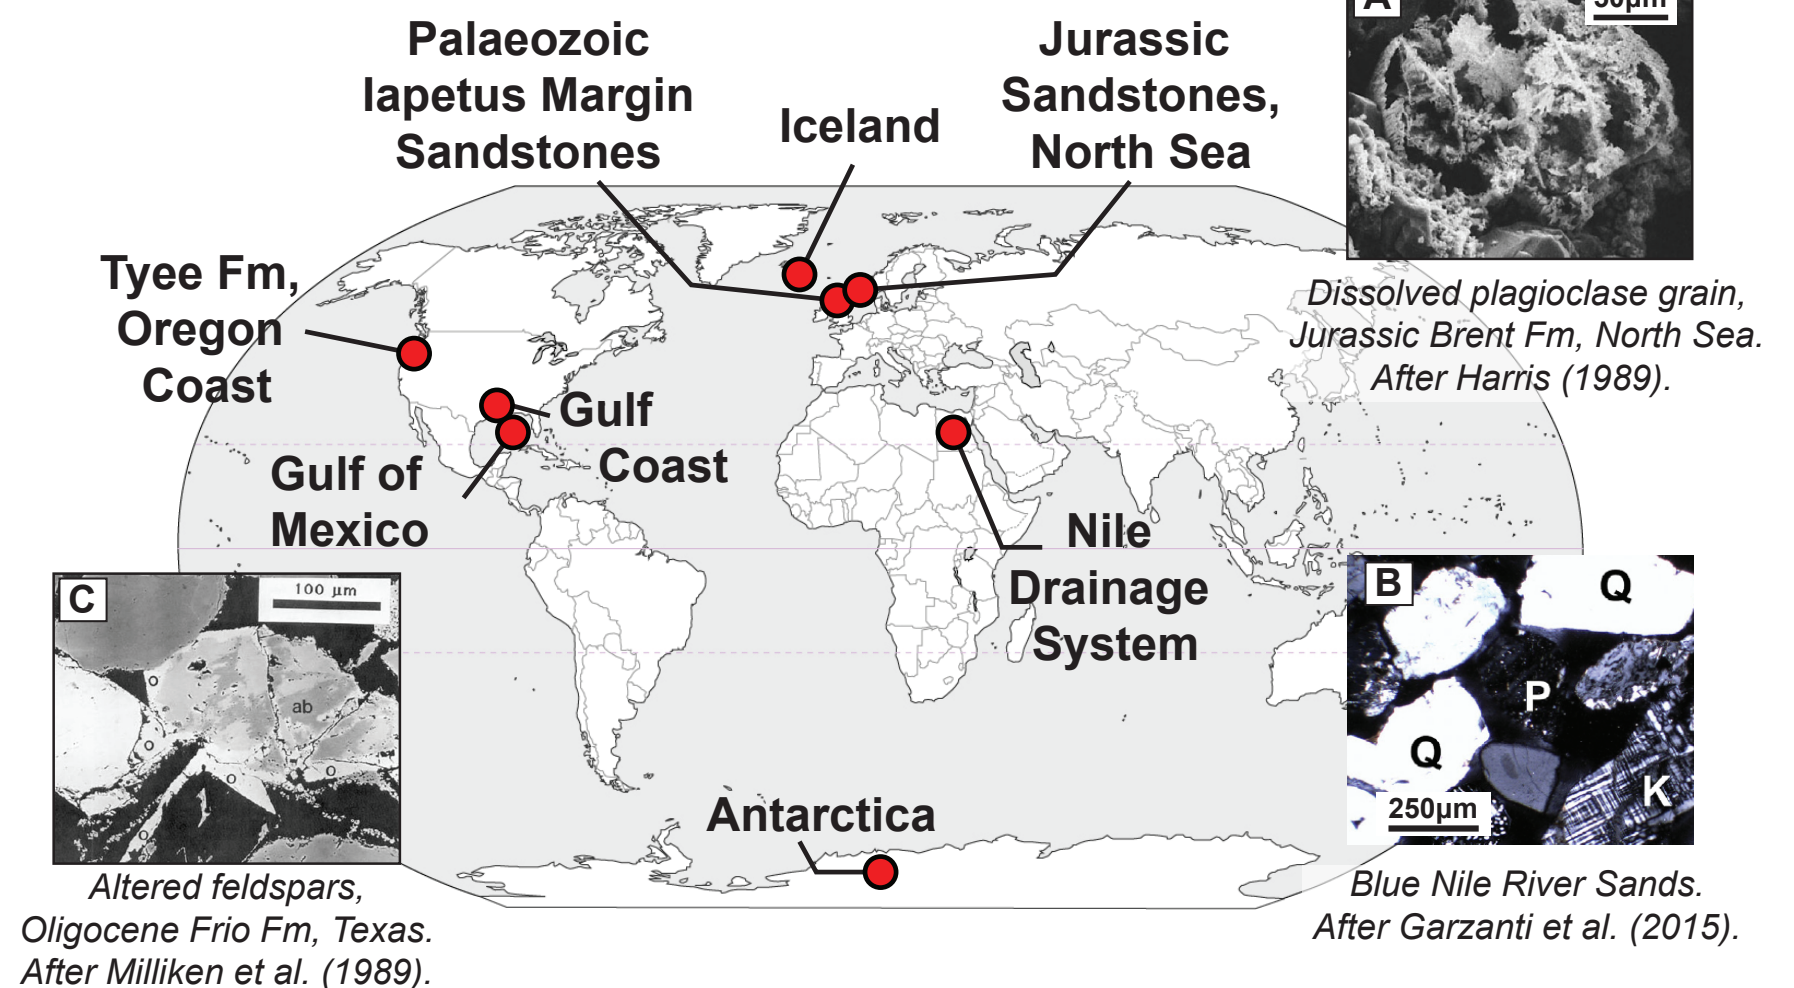 Palaeozoic
Iapetus Margin
Sandstones
Iceland
Jurassic
Sandstones,
North Sea
A
50µm
Dissolved plagioclase grain,
Jurassic Brent Fm, North Sea.
After Harris (1989).
Tyee Fm,
Oregon
Coast
Gulf
Coast
Gulf of
Mexico
Nile
Drainage
System
Antarctica
C
100 µm
o
ab
o
o
o
o
Altered feldspars,
Oligocene Frio Fm, Texas.
After Milliken et al. (1989).
B
Q
P
Q
K
250µm
Blue Nile River Sands.
After Garzanti et al. (2015).